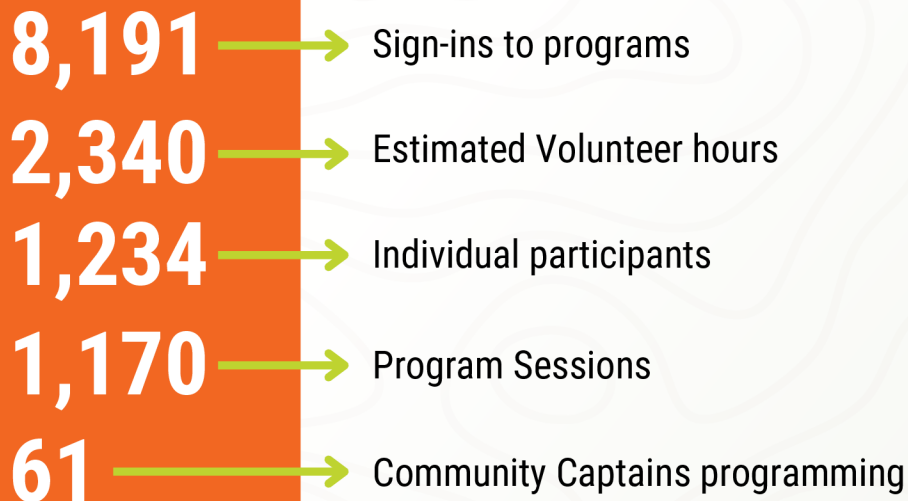 8,191 Sign-ins to programs
2,340 Estimated Volunteer hours
1,234 Individual participants
1,170 Program Sessions
61 Community Captains programming